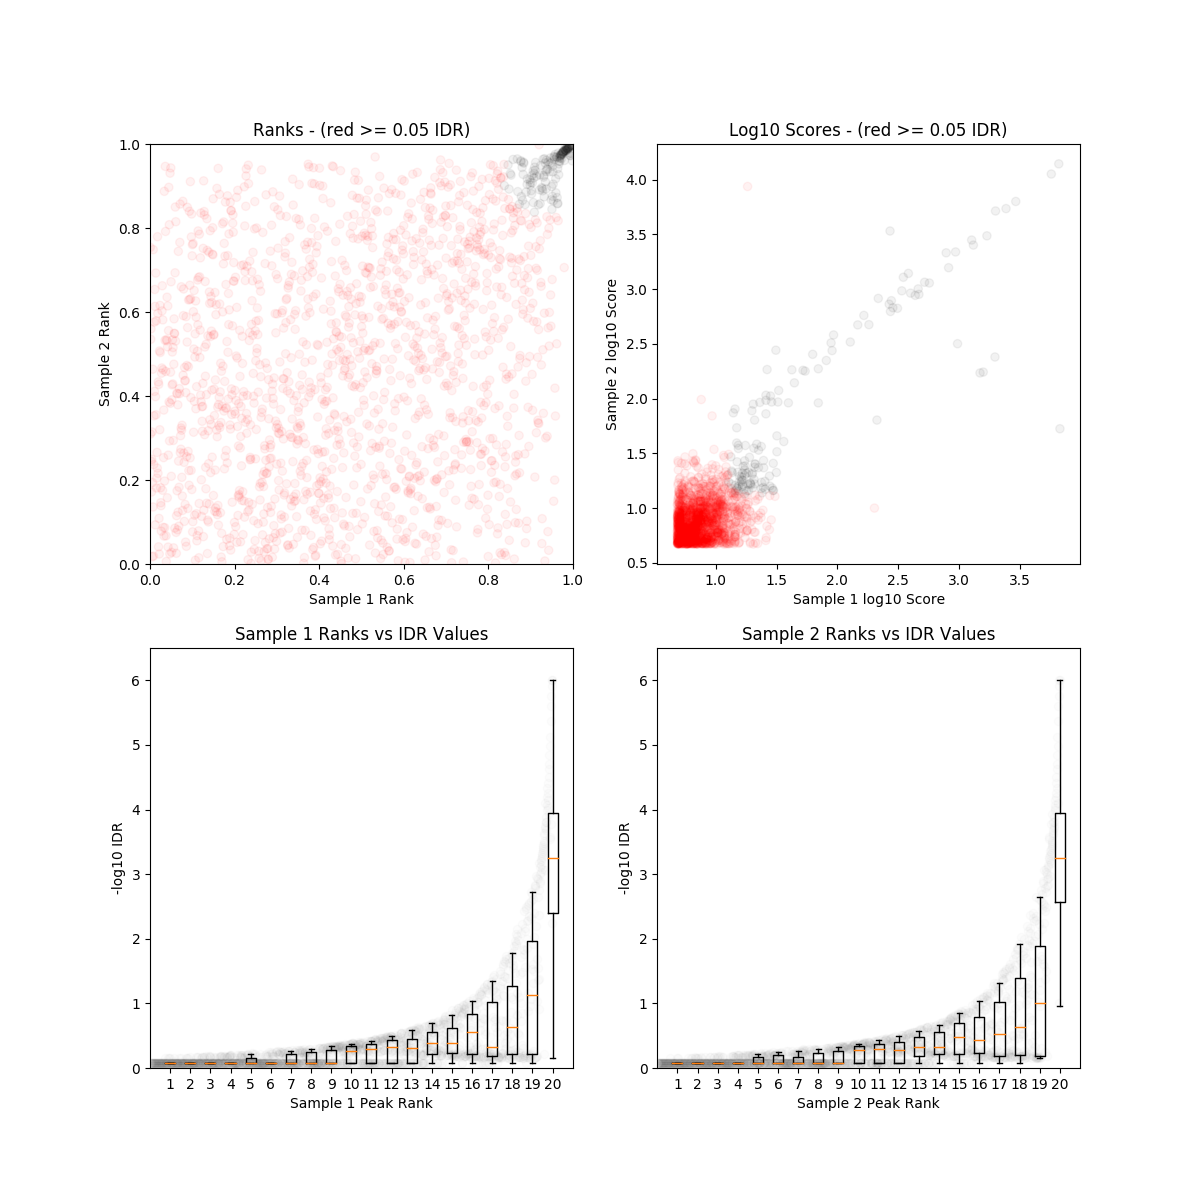 Ranks - (red >= 0.05 IDR)
1.0
0.8
0.6
0.4
0.2
0.0
Sample 2 Rank
0.0 0.2 0.4 0.6 0.8 1.0
Sample 1 Rank
Log10 Scores - (red >= 0.05 IDR)
4.0
3.5
3.0
2.5
2.0
1.5
1.0
0.5
Sample 2 log10 Score
1.0 1.5 2.0 2.5 3.0 3.5
Sample 1 log10 Score
Sample 1 Ranks vs IDR Values
6
5
4
3
2
1
0
-log10 IDR
1 2 3 4 5 6 7 8 9 10 11 12 13 14 15 16 17 18 19 20
Sample 1 Peak Rank
Sample 2 Ranks vs IDR Values
6
5
4
3
2
1
0
-log10 IDR
1 2 3 4 5 6 7 8 9 10 11 12 13 14 15 16 17 18 19 20
Sample 2 Peak Rank